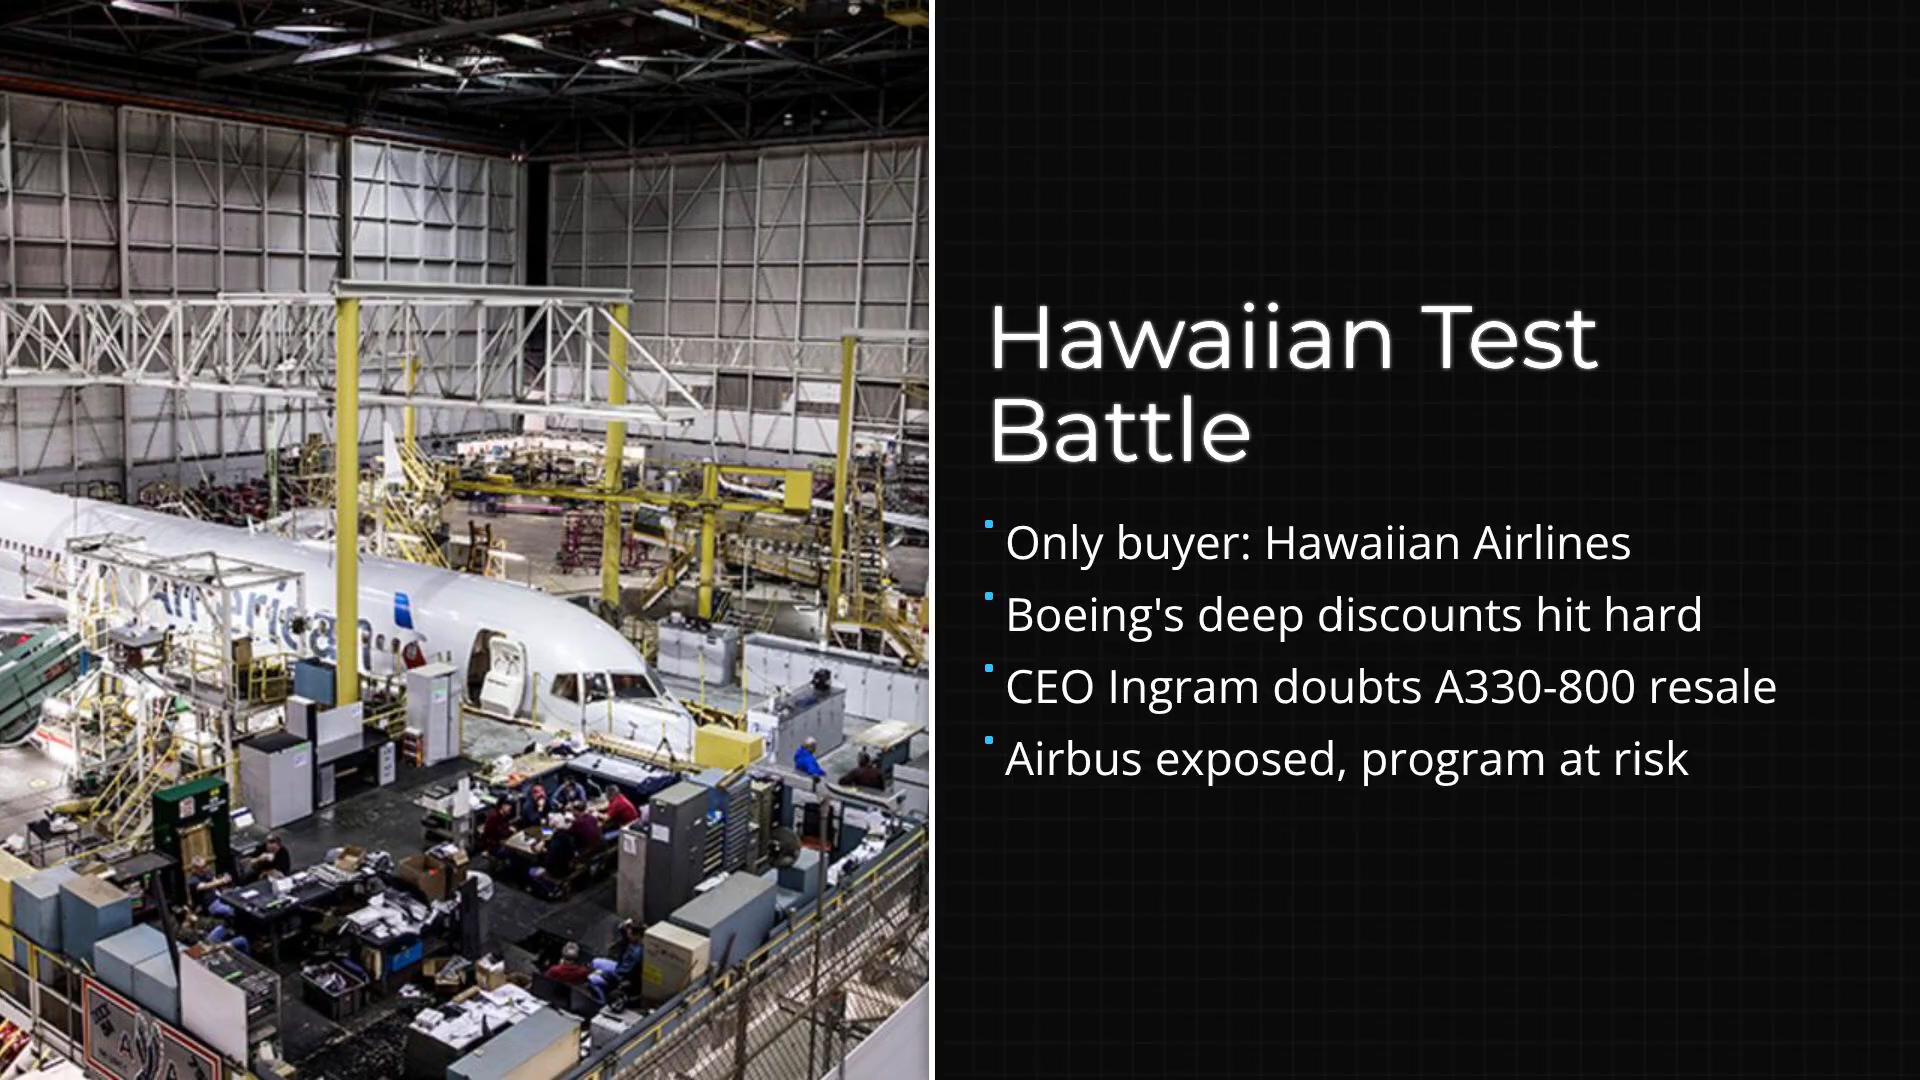 American
Hawaiian Test
Battle
Only buyer: Hawaiian Airlines
Boeing's deep discounts hit hard
CEO Ingram doubts A330-800 resale
Airbus exposed, program at risk